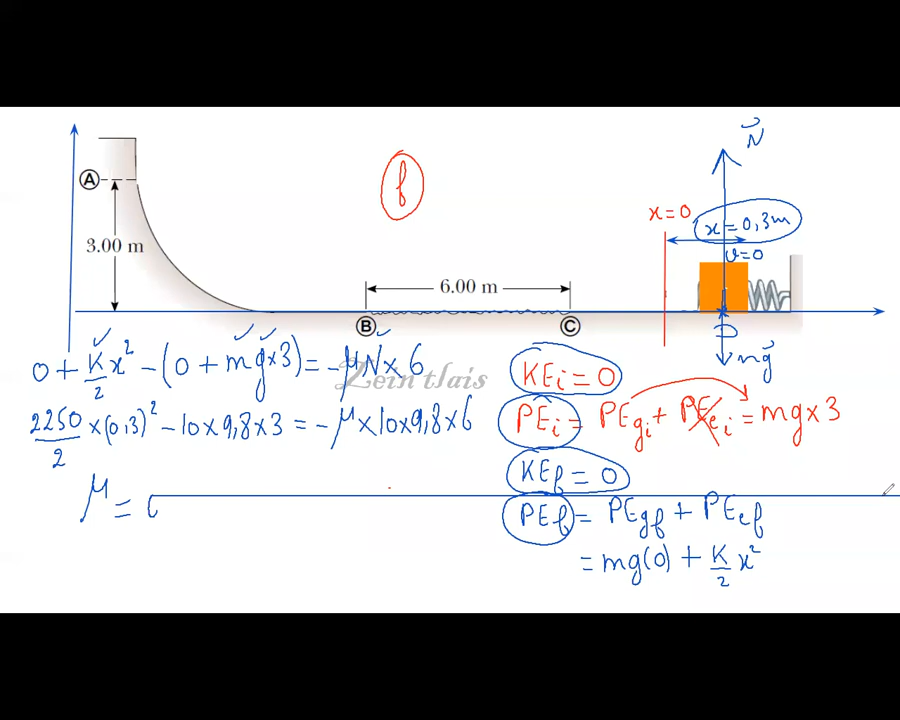 N⃗
f
x=0
x=0,3m
v=0
A
3.00 m
6.00 m
B
C
D
mg⃗
0 + K/2 x² - (0 + mg×3) = -μN×6
Zein tlais
2250/2 ×(0,3)² - 10×9,8×3 = -μ×10×9,8×6
μ = 0
KEi = 0
PEi = PEgi + PEei = mg×3
KEf = 0
PEf = PEgf + PEef
= mg(0) + K/2 x²